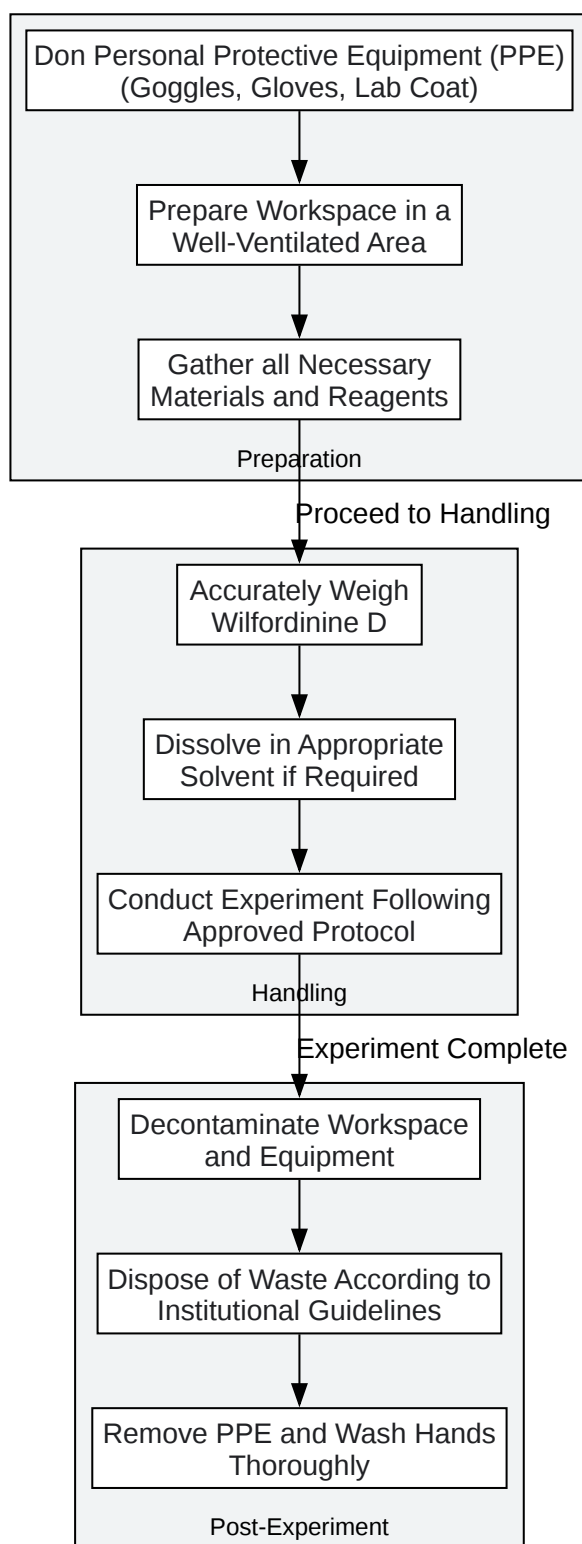 Don Personal Protective Equipment (PPE)
(Goggles, Gloves, Lab Coat)
Prepare Workspace in a
Well-Ventilated Area
Gather all Necessary
Materials and Reagents
Preparation
Proceed to Handling
Accurately Weigh
Wilfordinine D
Dissolve in Appropriate
Solvent if Required
Conduct Experiment Following
Approved Protocol
Handling
Experiment Complete
Decontaminate Workspace
and Equipment
Dispose of Waste According to
Institutional Guidelines
Remove PPE and Wash Hands
Thoroughly
Post-Experiment